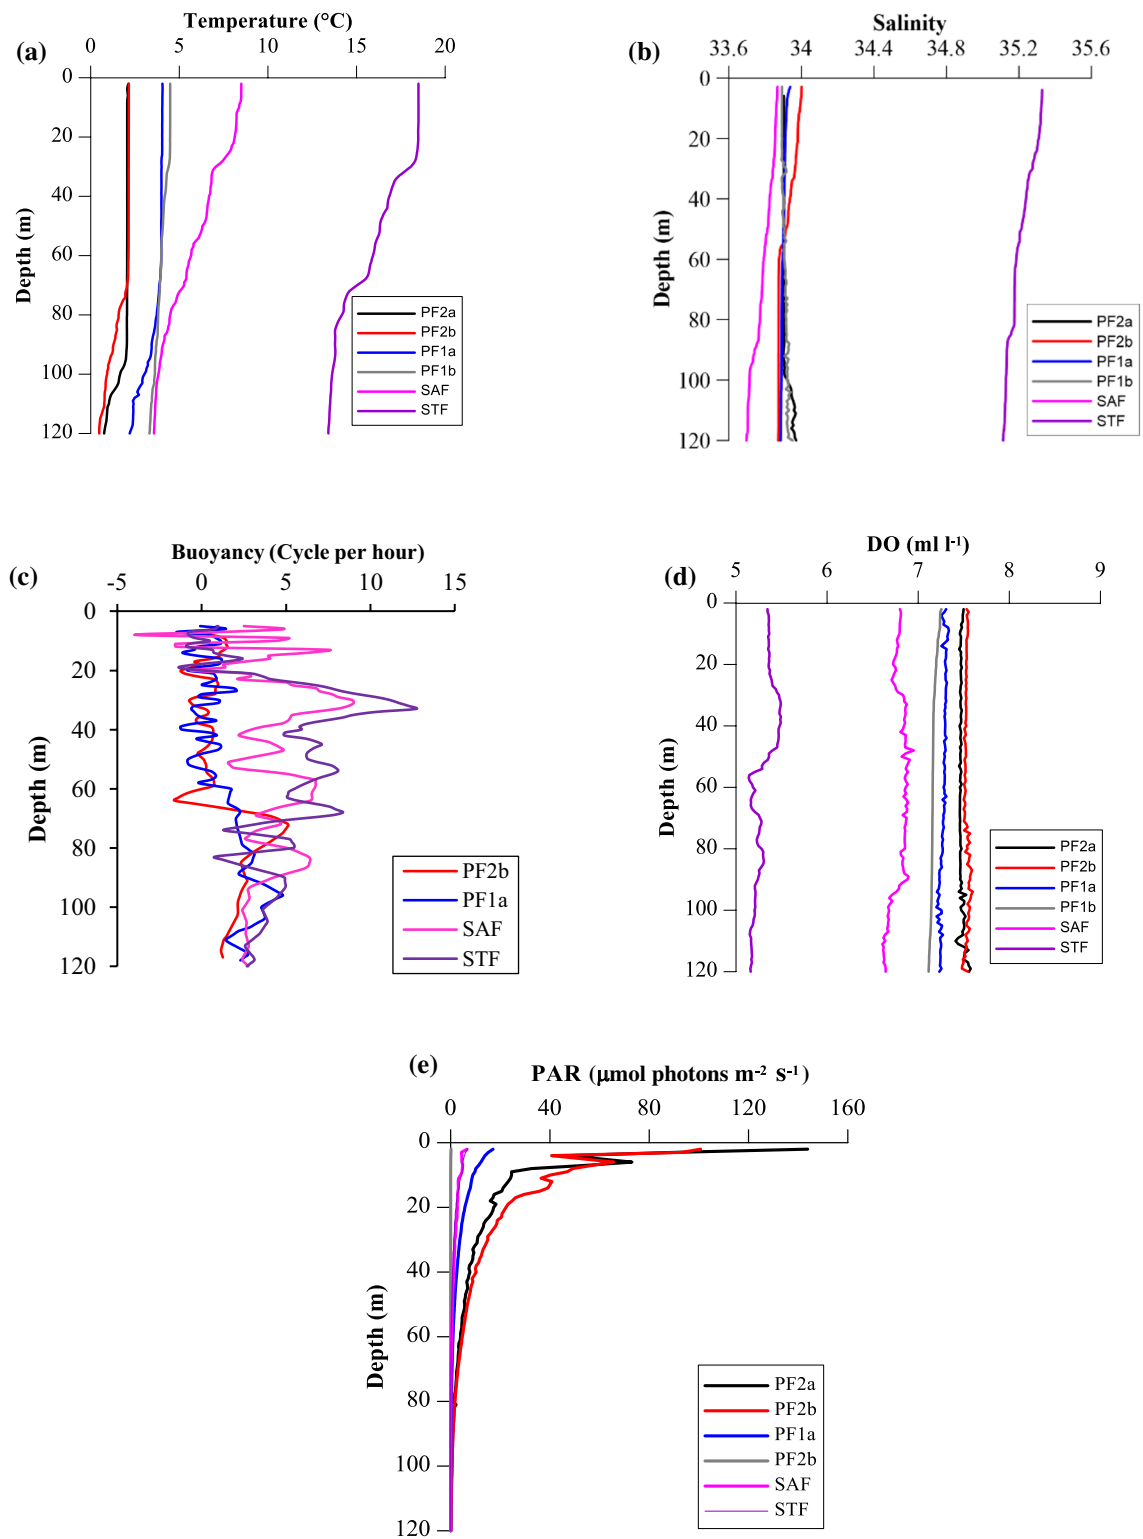 Temperature (°C)
(a)
0 5 10 15 20
0
20
40
60
80
100
120
Depth (m)
PF2a
PF2b
PF1a
PF1b
SAF
STF
Salinity
(b)
33.6 34 34.4 34.8 35.2 35.6
0
20
40
60
80
100
120
Depth (m)
PF2a
PF2b
PF1a
PF1b
SAF
STF
Buoyancy (Cycle per hour)
(c)
-5 0 5 10 15
0
20
40
60
80
100
120
Depth (m)
PF2b
PF1a
SAF
STF
DO (ml l-1)
(d)
5 6 7 8 9
0
20
40
60
80
100
120
Depth (m)
PF2a
PF2b
PF1a
PF1b
SAF
STF
(e)
PAR (μmol photons m-2 s-1)
0 40 80 120 160
0
20
40
60
80
100
120
Depth (m)
PF2a
PF2b
PF1a
PF2b
SAF
STF